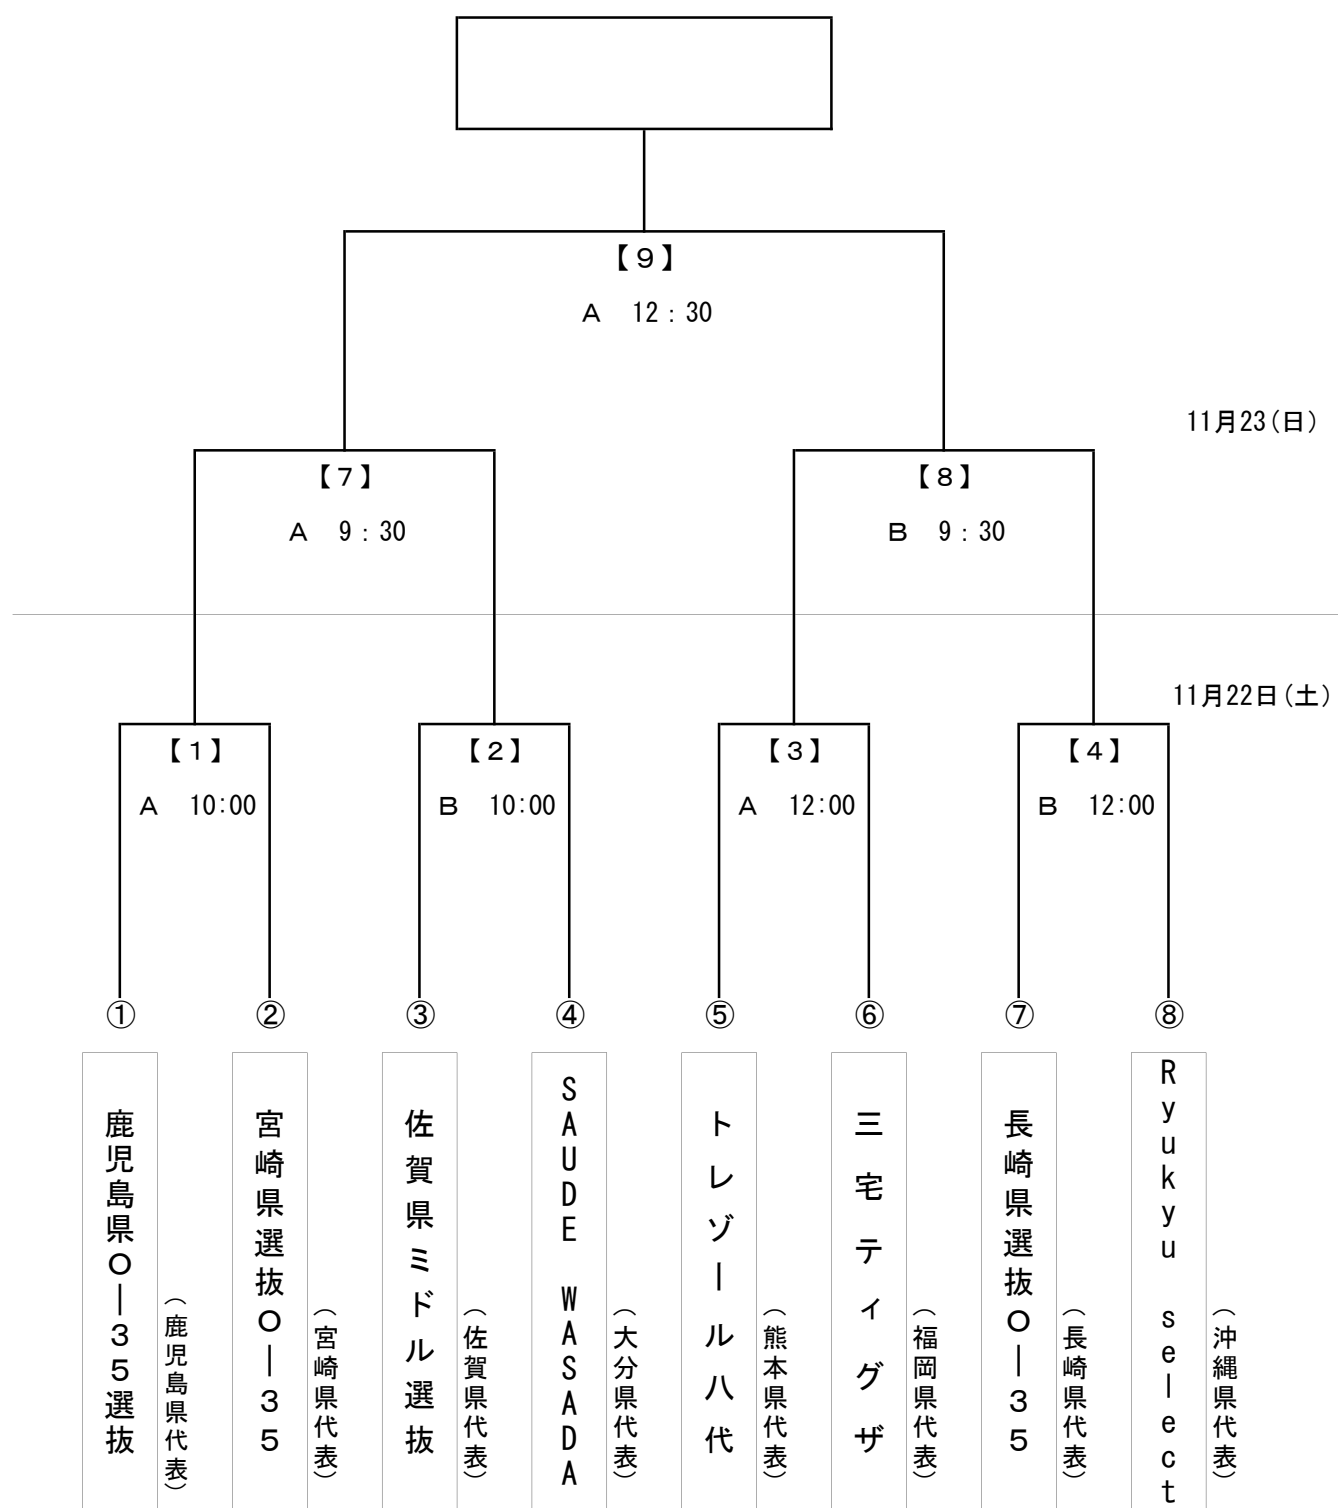 【９】
Ａ　12：30
11月23(日)
【７】
【８】
Ａ　9：30
Ｂ　9：30
11月22日(土)
【１】
【２】
【３】
【４】
Ａ　10:00
Ｂ　10:00
Ａ　12:00
Ｂ　12:00
①
②
③
④
⑤
⑥
⑦
⑧
鹿児島県Ｏ－３５選抜
（鹿児島県代表）
宮崎県選抜Ｏ－３５
（宮崎県代表）
佐賀県ミドル選抜
（佐賀県代表）
SAUDE WASADA
（大分県代表）
トレゾール八代
（熊本県代表）
三宅ティグザ
（福岡県代表）
長崎県選抜Ｏ－３５
（長崎県代表）
Ryukyu select
（沖縄県代表）